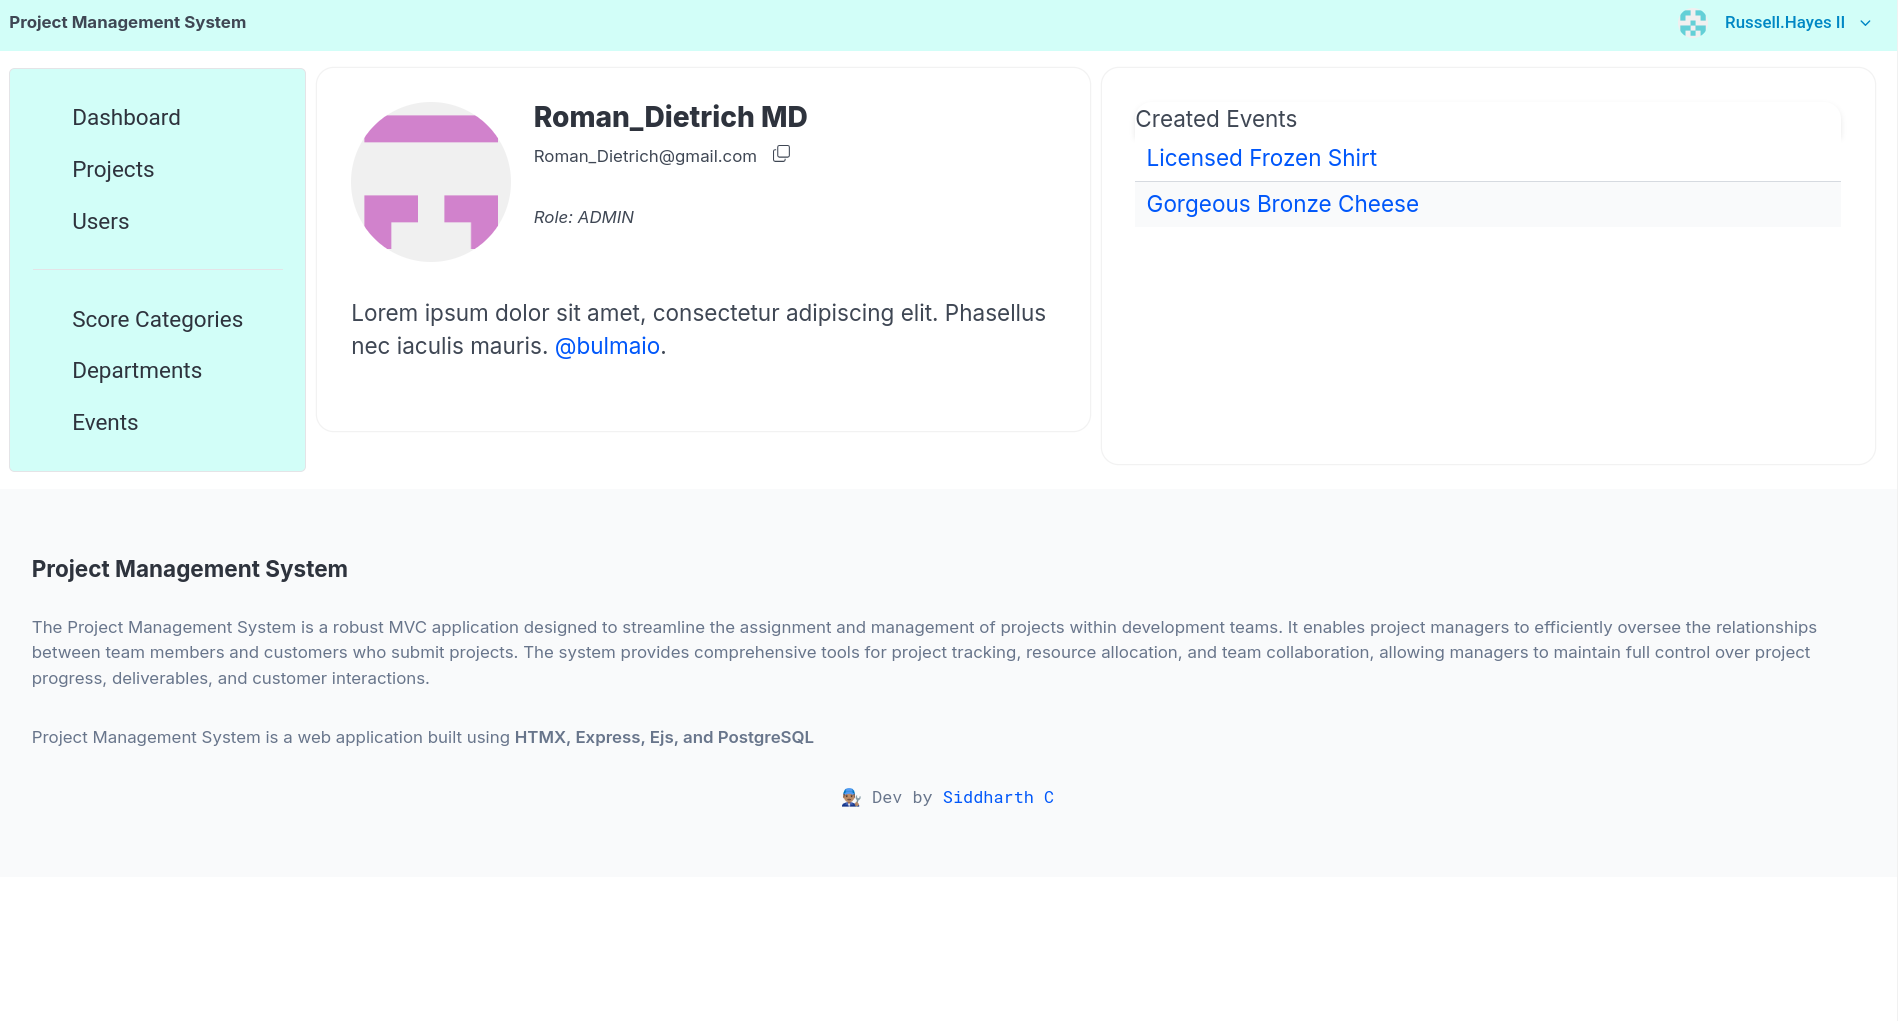 Project Management System
Russell.Hayes II
Dashboard
Projects
Users
Score Categories
Departments
Events
Roman_Dietrich MD
Roman_Dietrich@gmail.com
Role: ADMIN
Lorem ipsum dolor sit amet, consectetur adipiscing elit. Phasellus
nec iaculis mauris. @bulmaio.
Created Events
Licensed Frozen Shirt
Gorgeous Bronze Cheese
Project Management System
The Project Management System is a robust MVC application designed to streamline the assignment and management of projects within development teams. It enables project managers to efficiently oversee the relationships
between team members and customers who submit projects. The system provides comprehensive tools for project tracking, resource allocation, and team collaboration, allowing managers to maintain full control over project
progress, deliverables, and customer interactions.
Project Management System is a web application built using HTMX, Express, Ejs, and PostgreSQL
Dev by Siddharth C